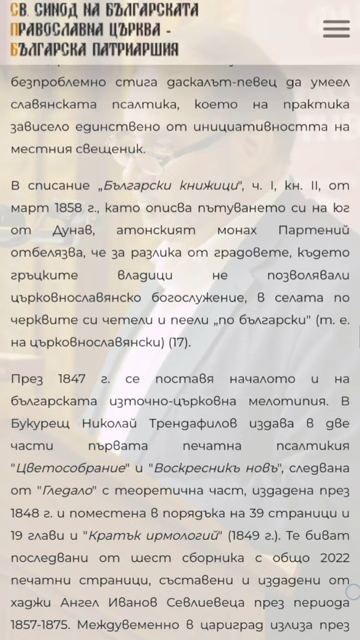 СВ. СИНОД НА БЪЛГАРСКАТА
ПРАВОСЛАВНА ЦЪРКВА -
БЪЛГАРСКА ПАТРИАРШИЯ
безпроблемно стига даскалът-певец да умеел
славянската псалтика, което на практика
зависело единствено от инициативността на
местния свещеник.
В списание „Български книжици", ч. I, кн. II, от
март 1858 г., като описва пътуването си на юг
от Дунав, атонският монах Партений
отбелязва, че за разлика от градовете, където
гръцките владици не позволявали
църковнославянско богослужение, в селата по
черквите си четели и пеели „по български" (т. е.
на църковнославянски) (17).
През 1847 г. се поставя началото и на
българската източно-църковна мелотипия. В
Букурещ Николай Трендафилов издава в две
части първата печатна псалтикия
"Цветособрание" и "Воскресникъ новъ", следвана
от "Гледало" с теоретична част, издадена през
1848 г. и поместена в порядъка на 39 страници и
19 глави и "Кратък ирмологий" (1849 г.). Те биват
последвани от шест сборника с общо 2022
печатни страници, съставени и издадени от
хаджи Ангел Иванов Севлиевеца през периода
1857-1875. Междувеменно в цариград излиза през